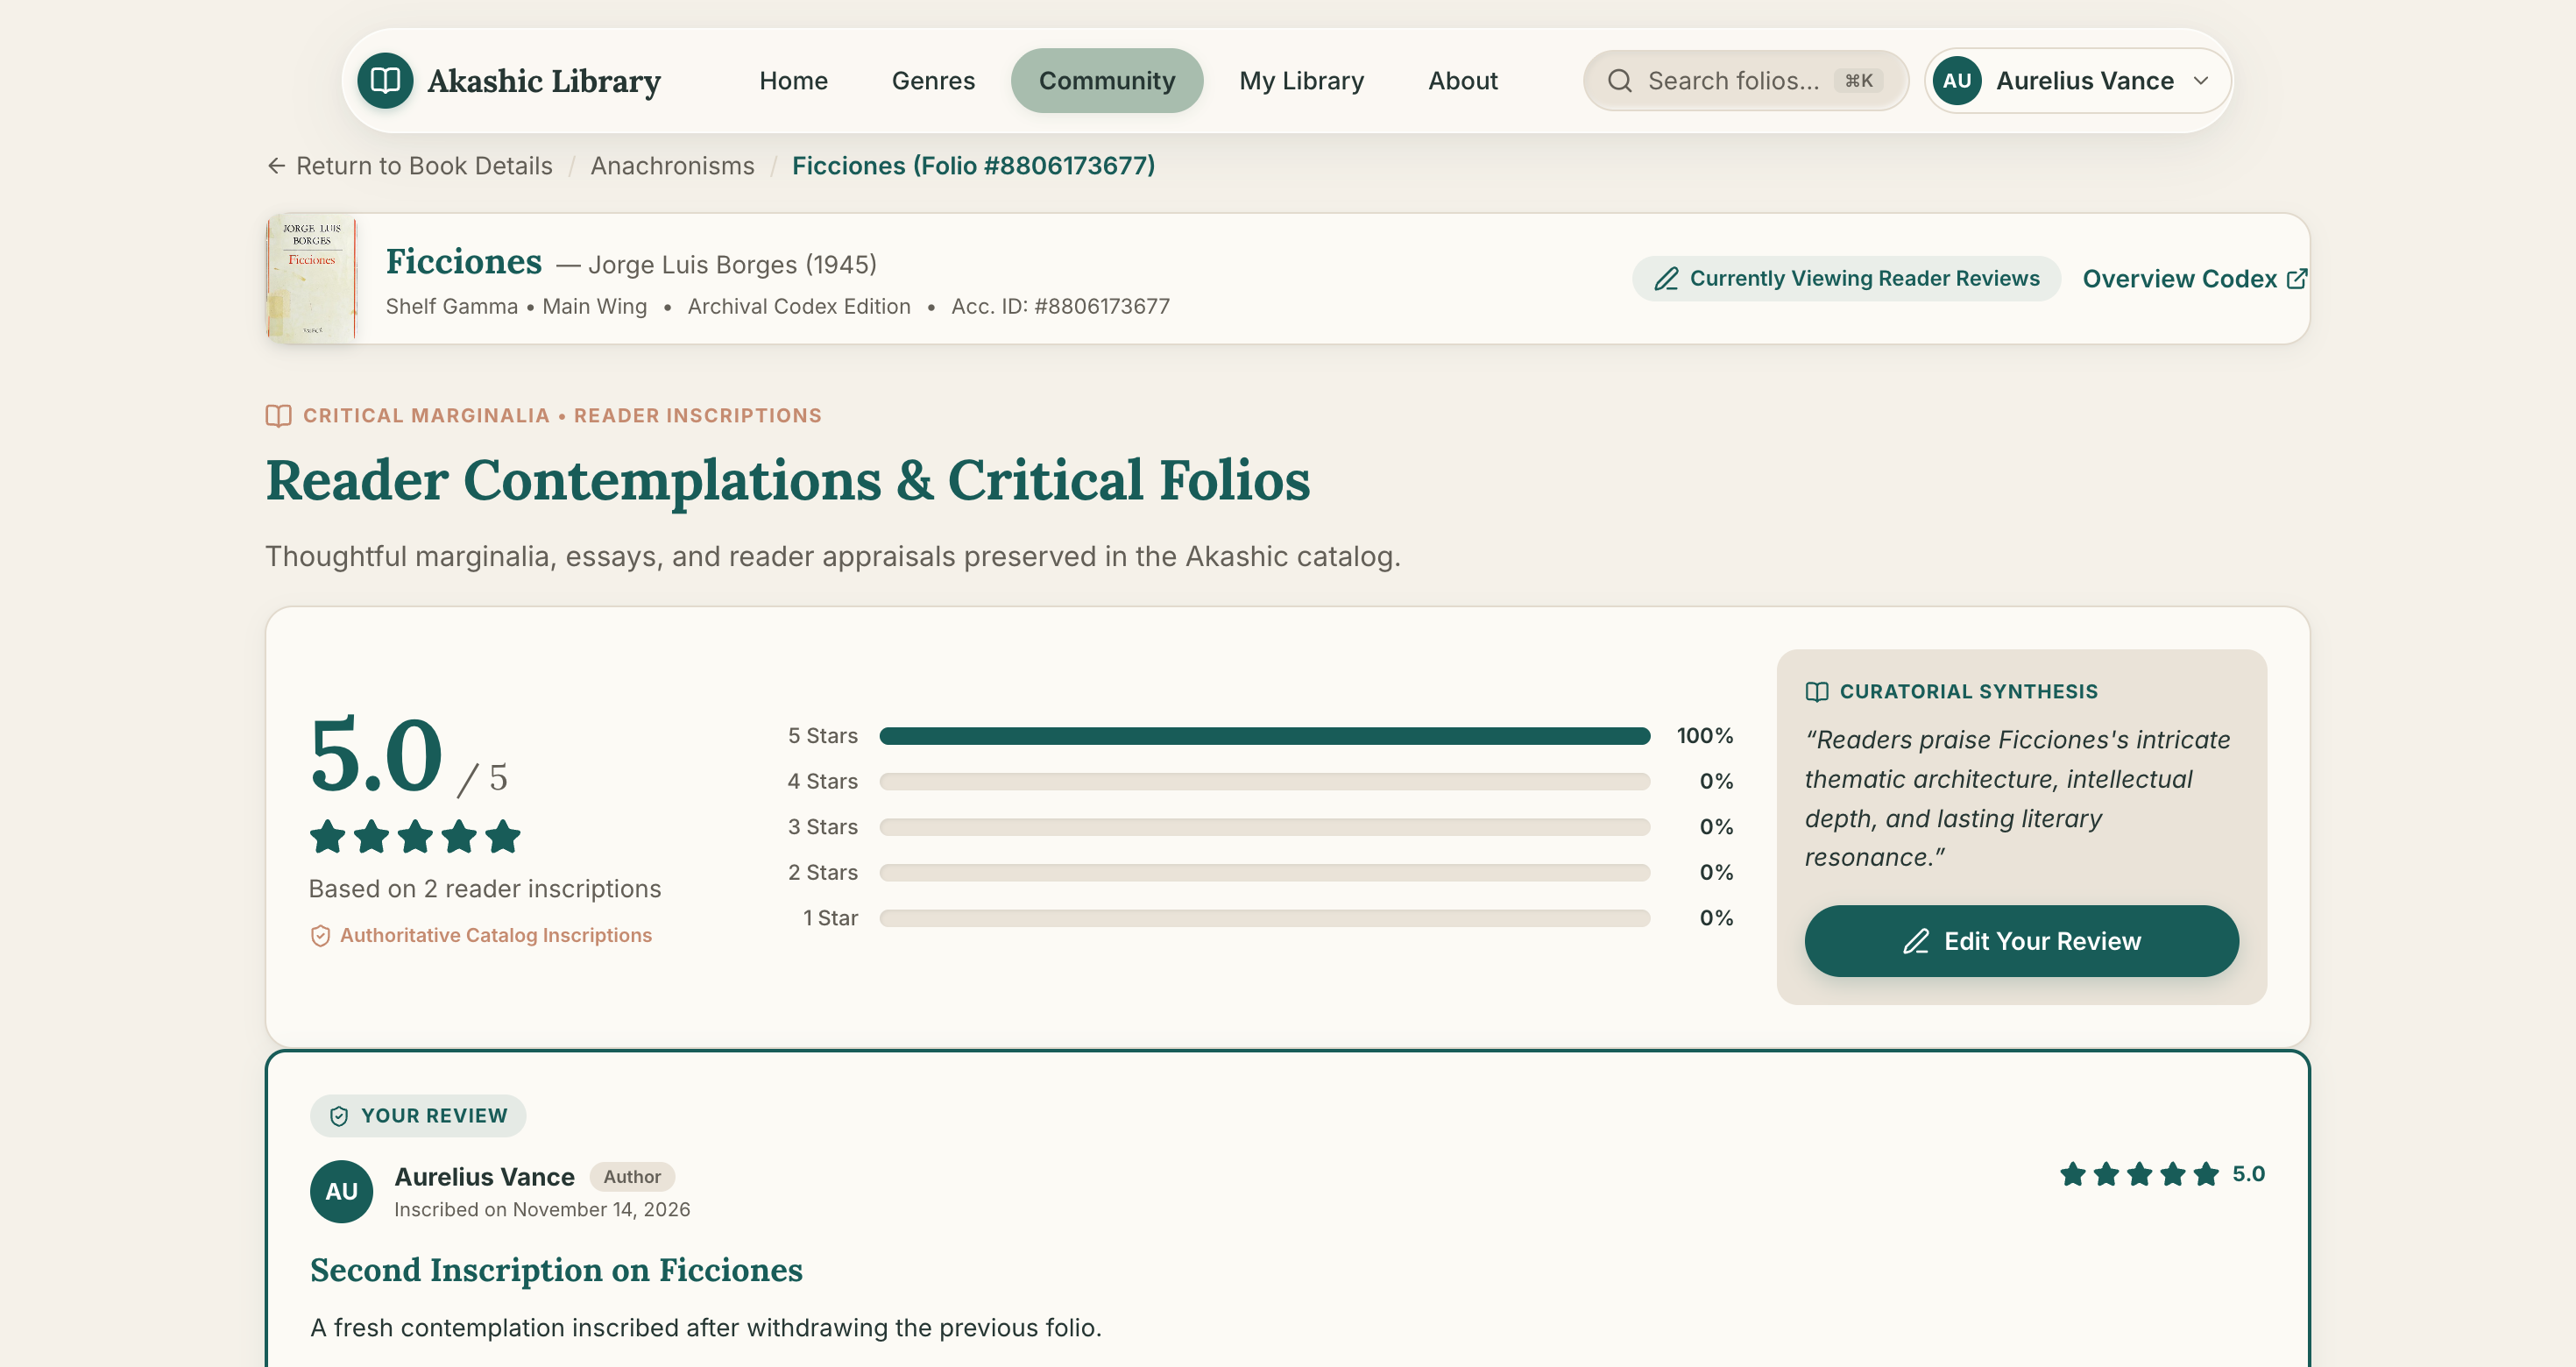 Akashic Library
Home
Genres
Community
My Library
About
Search folios...
⌘K
AU
Aurelius Vance
← Return to Book Details / Anachronisms / Ficciones (Folio #8806173677)
JORGE LUIS
BORGES
Ficciones
Ficciones — Jorge Luis Borges (1945)
Shelf Gamma • Main Wing • Archival Codex Edition • Acc. ID: #8806173677
Currently Viewing Reader Reviews
Overview Codex
CRITICAL MARGINALIA • READER INSCRIPTIONS
Reader Contemplations & Critical Folios
Thoughtful marginalia, essays, and reader appraisals preserved in the Akashic catalog.
5.0 / 5
Based on 2 reader inscriptions
Authoritative Catalog Inscriptions
5 Stars 100%
4 Stars 0%
3 Stars 0%
2 Stars 0%
1 Star 0%
CURATORIAL SYNTHESIS
“Readers praise Ficciones's intricate
thematic architecture, intellectual
depth, and lasting literary
resonance.”
Edit Your Review
YOUR REVIEW
AU
Aurelius Vance
Author
Inscribed on November 14, 2026
5.0
Second Inscription on Ficciones
A fresh contemplation inscribed after withdrawing the previous folio.